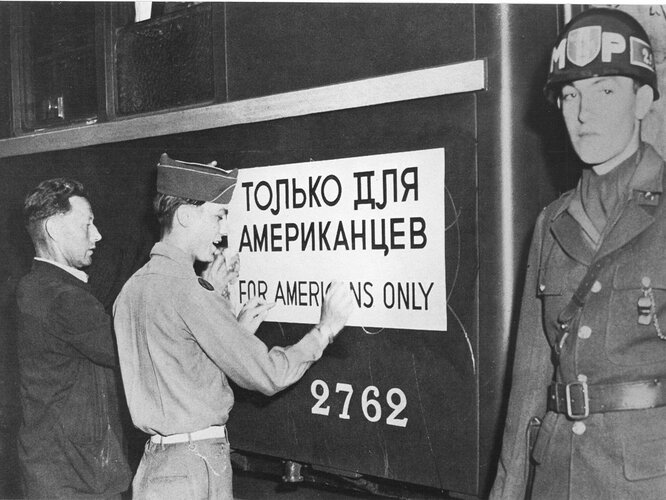 ТОЛЬКО ДЛЯ
АМЕРИКАНЦЕВ
FOR AMERICANS ONLY
2762
MP